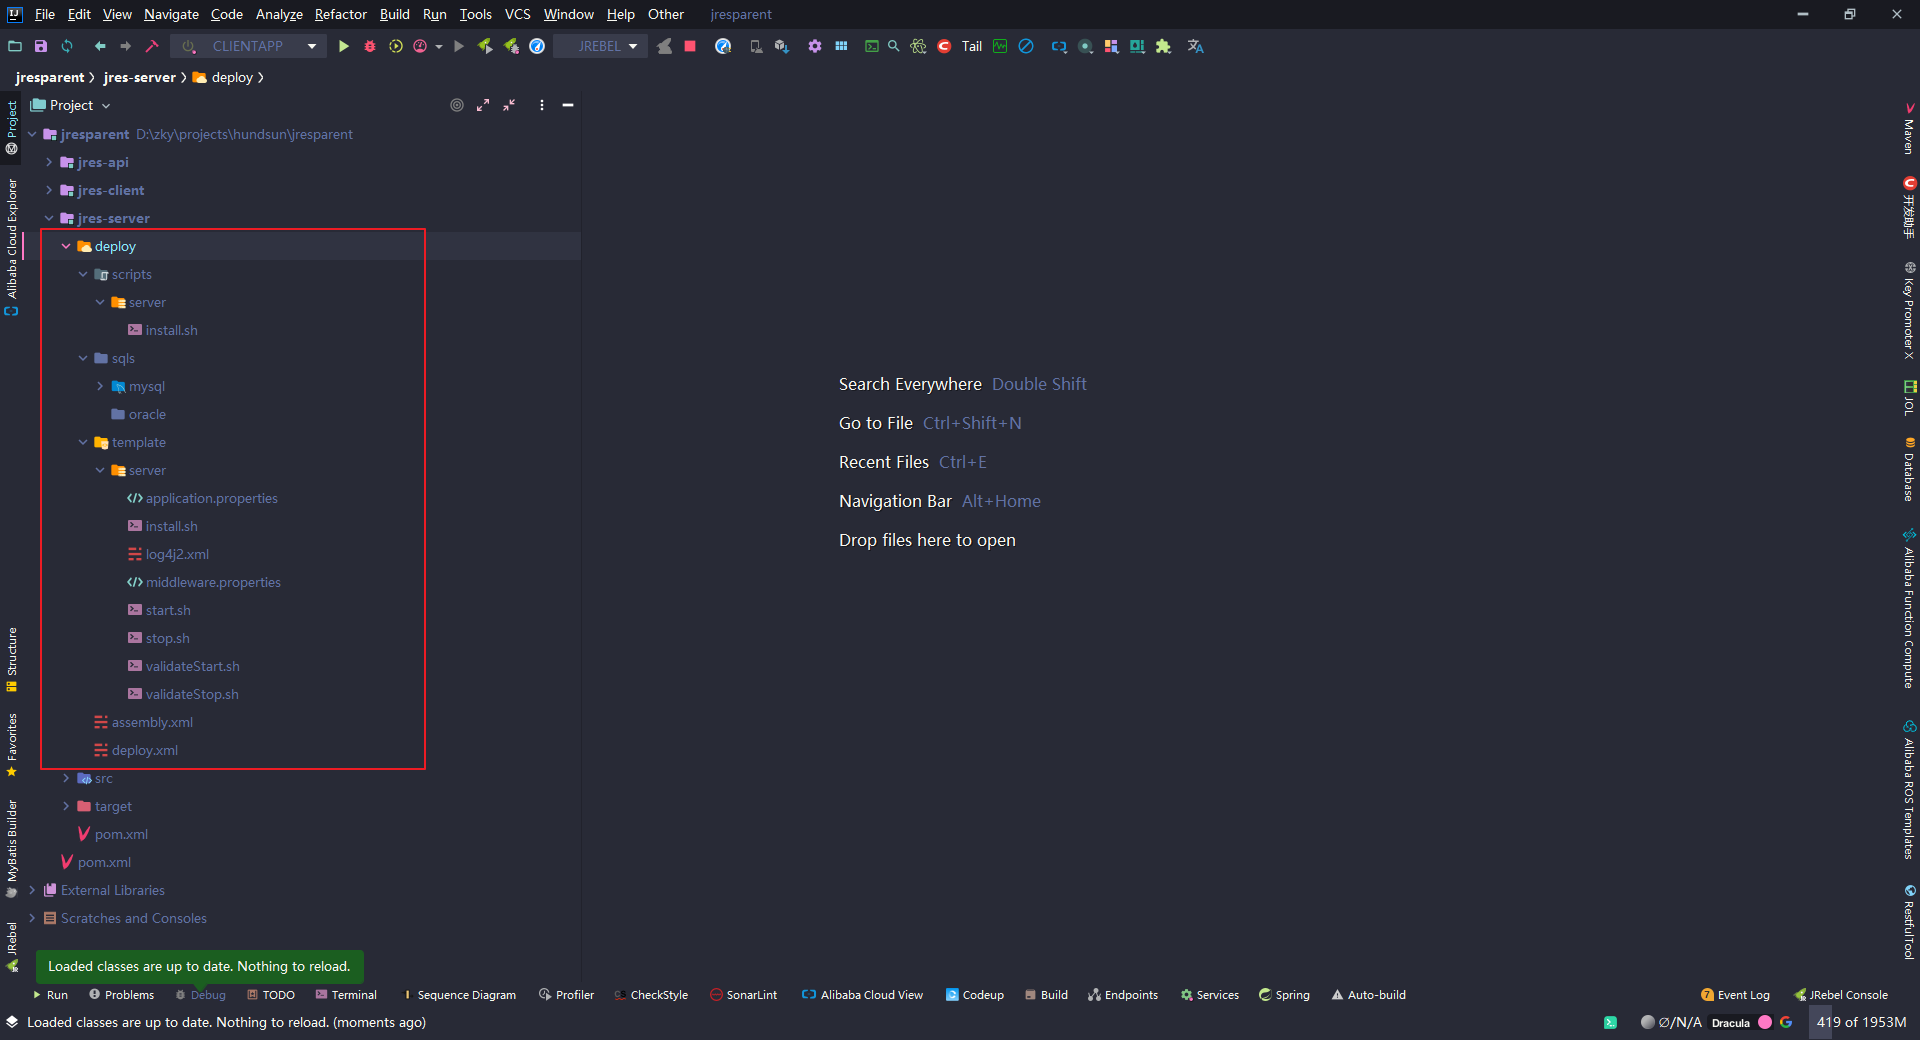 File Edit View Navigate Code Analyze Refactor Build Run Tools VCS Window Help Other jresparent
CLIENTAPP JREBEL Tail
jresparent jres-server deploy
Project
jresparent D:\zky\projects\hundsun\jresparent
jres-api
jres-client
jres-server
deploy
scripts
server
install.sh
sqls
mysql
oracle
template
server
application.properties
install.sh
log4j2.xml
middleware.properties
start.sh
stop.sh
validateStart.sh
validateStop.sh
assembly.xml
deploy.xml
src
target
pom.xml
pom.xml
External Libraries
Scratches and Consoles
Project
Alibaba Cloud Explorer
Structure
Favorites
MyBatis Builder
JRebel
Search Everywhere Double Shift
Go to File Ctrl+Shift+N
Recent Files Ctrl+E
Navigation Bar Alt+Home
Drop files here to open
Maven
开发助手
Key Promoter X
JOL
Database
Alibaba Function Compute
Alibaba ROS Templates
RestfulTool
Loaded classes are up to date. Nothing to reload.
Run Problems Debug TODO Terminal Sequence Diagram Profiler CheckStyle SonarLint Alibaba Cloud View Codeup Build Endpoints Services Spring Auto-build 7 Event Log JRebel Console
Loaded classes are up to date. Nothing to reload. (moments ago) ∅/N/A Dracula 419 of 1953M